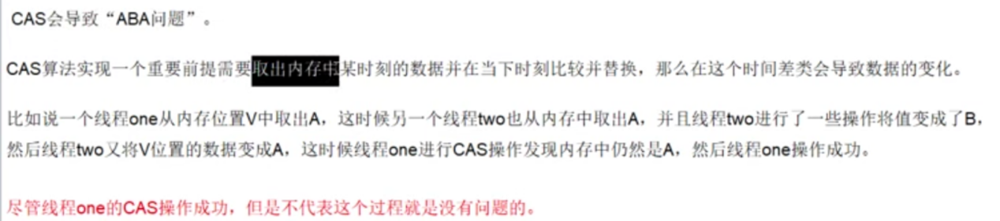 CAS会导致“ABA问题”。
CAS算法实现一个重要前提需要取出内存中某时刻的数据并在当下时刻比较并替换，那么在这个时间差类会导致数据的变化。
比如说一个线程one从内存位置V中取出A，这时候另一个线程two也从内存中取出A，并且线程two进行了一些操作将值变成了B，
然后线程two又将V位置的数据变成A，这时候线程one进行CAS操作发现内存中仍然是A，然后线程one操作成功。
尽管线程one的CAS操作成功，但是不代表这个过程就是没有问题的。